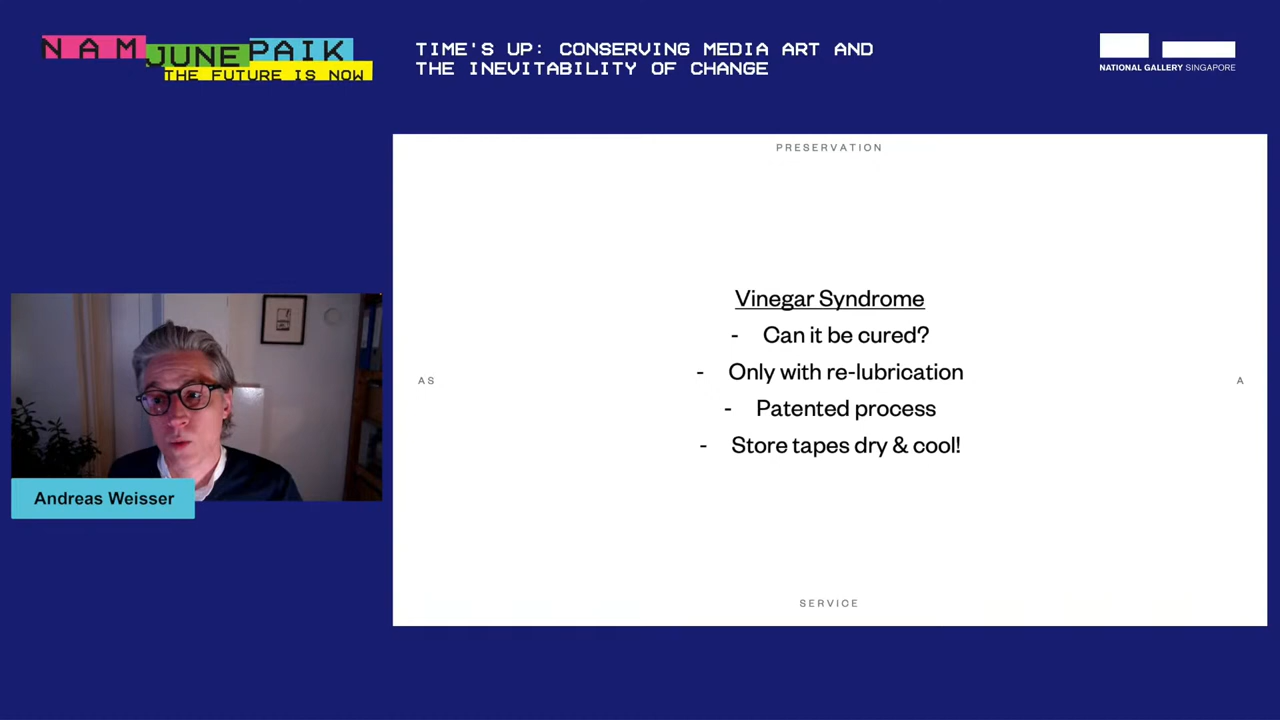 NAM JUNE PAIK
THE FUTURE IS NOW
TIME'S UP: CONSERVING MEDIA ART AND
THE INEVITABILITY OF CHANGE
NATIONAL GALLERY SINGAPORE
PRESERVATION
Vinegar Syndrome
- Can it be cured?
- Only with re-lubrication
- Patented process
- Store tapes dry & cool!
AS
A
SERVICE
Andreas Weisser